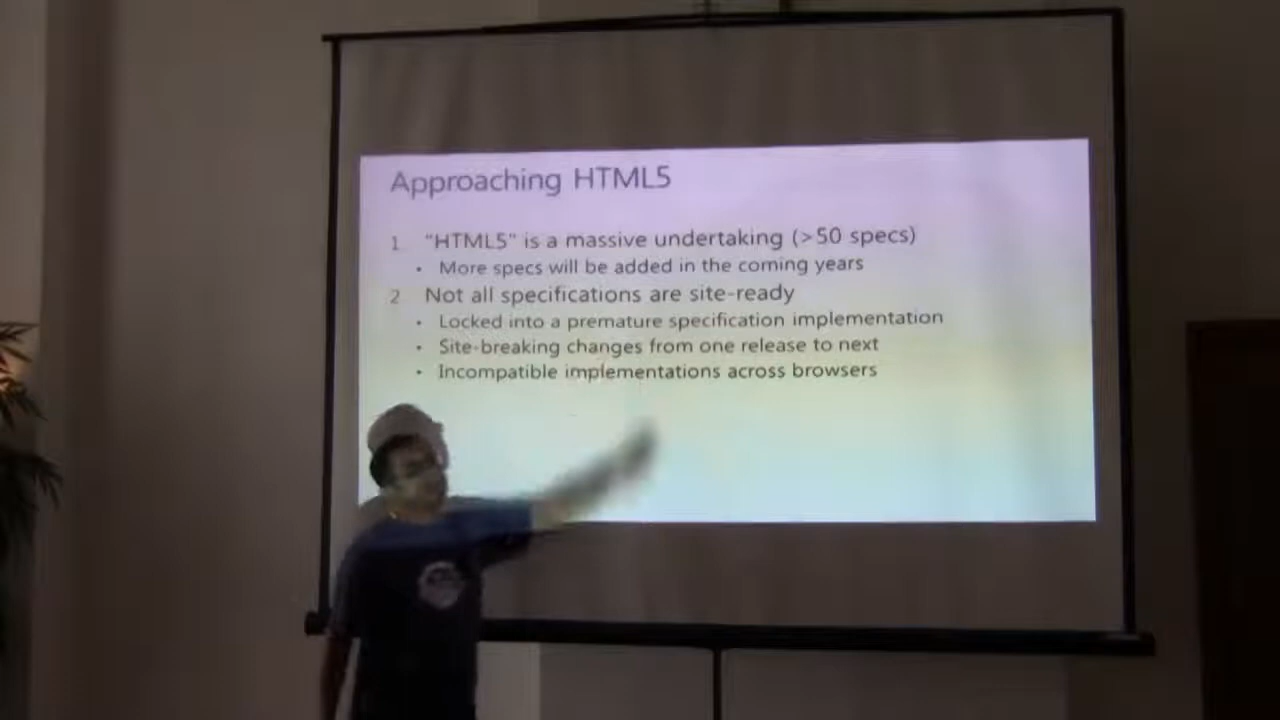 Approaching HTML5
1 "HTML5" is a massive undertaking (>50 specs)
• More specs will be added in the coming years
2 Not all specifications are site-ready
• Locked into a premature specification implementation
• Site-breaking changes from one release to next
• Incompatible implementations across browsers